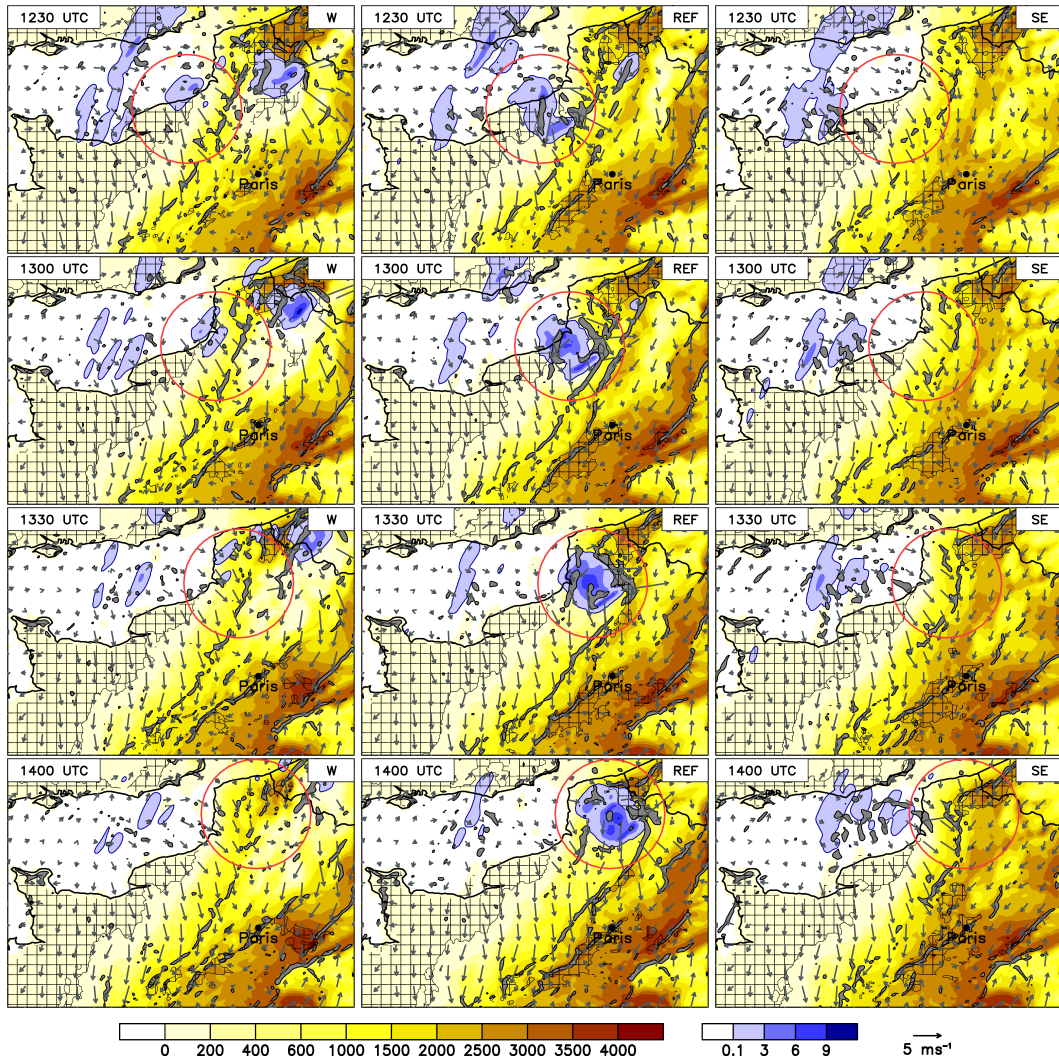 1230 UTC W 1230 UTC REF 1230 UTC SE
Paris Paris Paris
1300 UTC W 1300 UTC REF 1300 UTC SE
Paris Paris Paris
1330 UTC W 1330 UTC REF 1330 UTC SE
Paris Paris Paris
1400 UTC W 1400 UTC REF 1400 UTC SE
Paris Paris Paris
0 200 400 600 1000 1500 2000 2500 3000 3500 4000 0.1 3 6 9 5 ms⁻¹